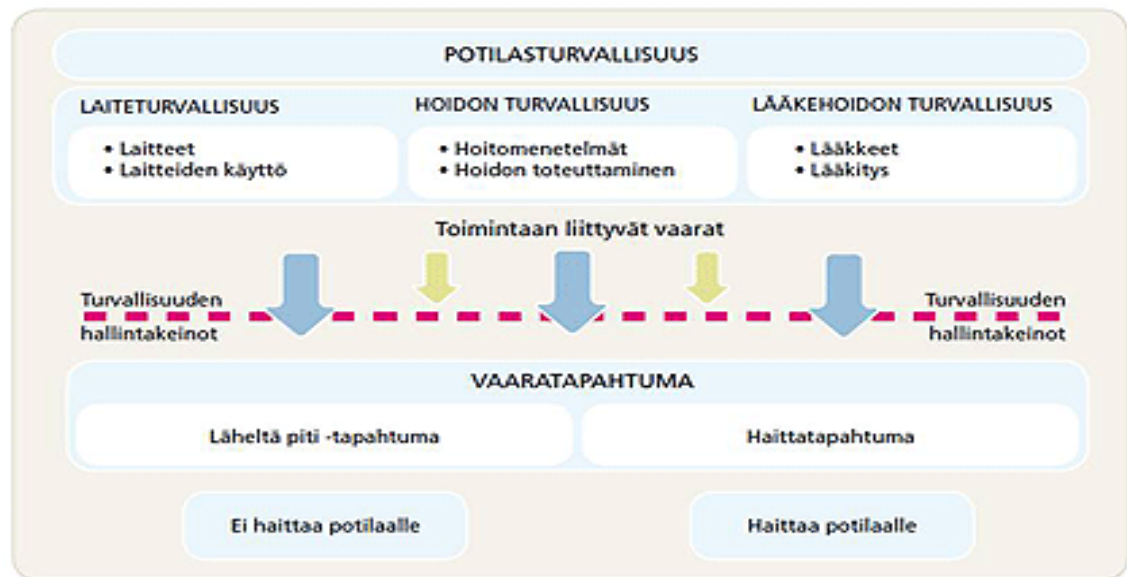 POTILASTURVALLISUUS
LAITETURVALLISUUS
• Laitteet
• Laitteiden käyttö
HOIDON TURVALLISUUS
• Hoitomenetelmät
• Hoidon toteuttaminen
LÄÄKEHOIDON TURVALLISUUS
• Lääkkeet
• Lääkitys
Toimintaan liittyvät vaarat
Turvallisuuden
hallintakeinot
Turvallisuuden
hallintakeinot
VAARATAPAHTUMA
Läheltä piti -tapahtuma
Haittatapahtuma
Ei haittaa potilaalle
Haittaa potilaalle